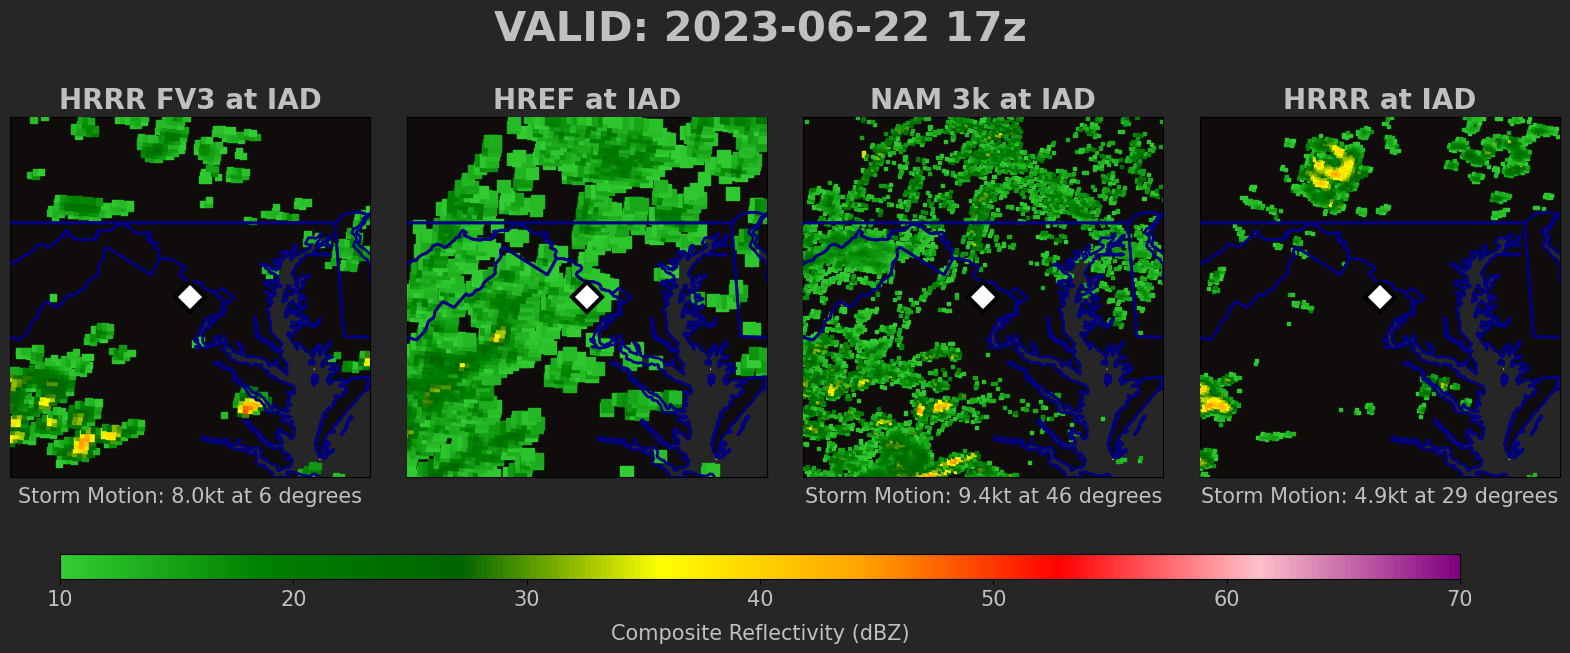 VALID: 2023-06-22 17z
HRRR FV3 at IAD
HREF at IAD
NAM 3k at IAD
HRRR at IAD
Storm Motion: 8.0kt at 6 degrees
Storm Motion: 9.4kt at 46 degrees
Storm Motion: 4.9kt at 29 degrees
10 20 30 40 50 60 70
Composite Reflectivity (dBZ)